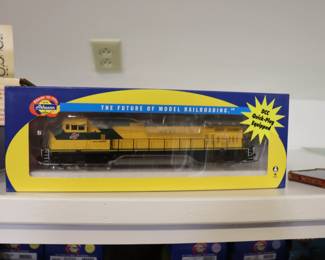 Athearn
THE FUTURE OF MODEL RAILROADING.
DCC
Quick-Plug
Equipped